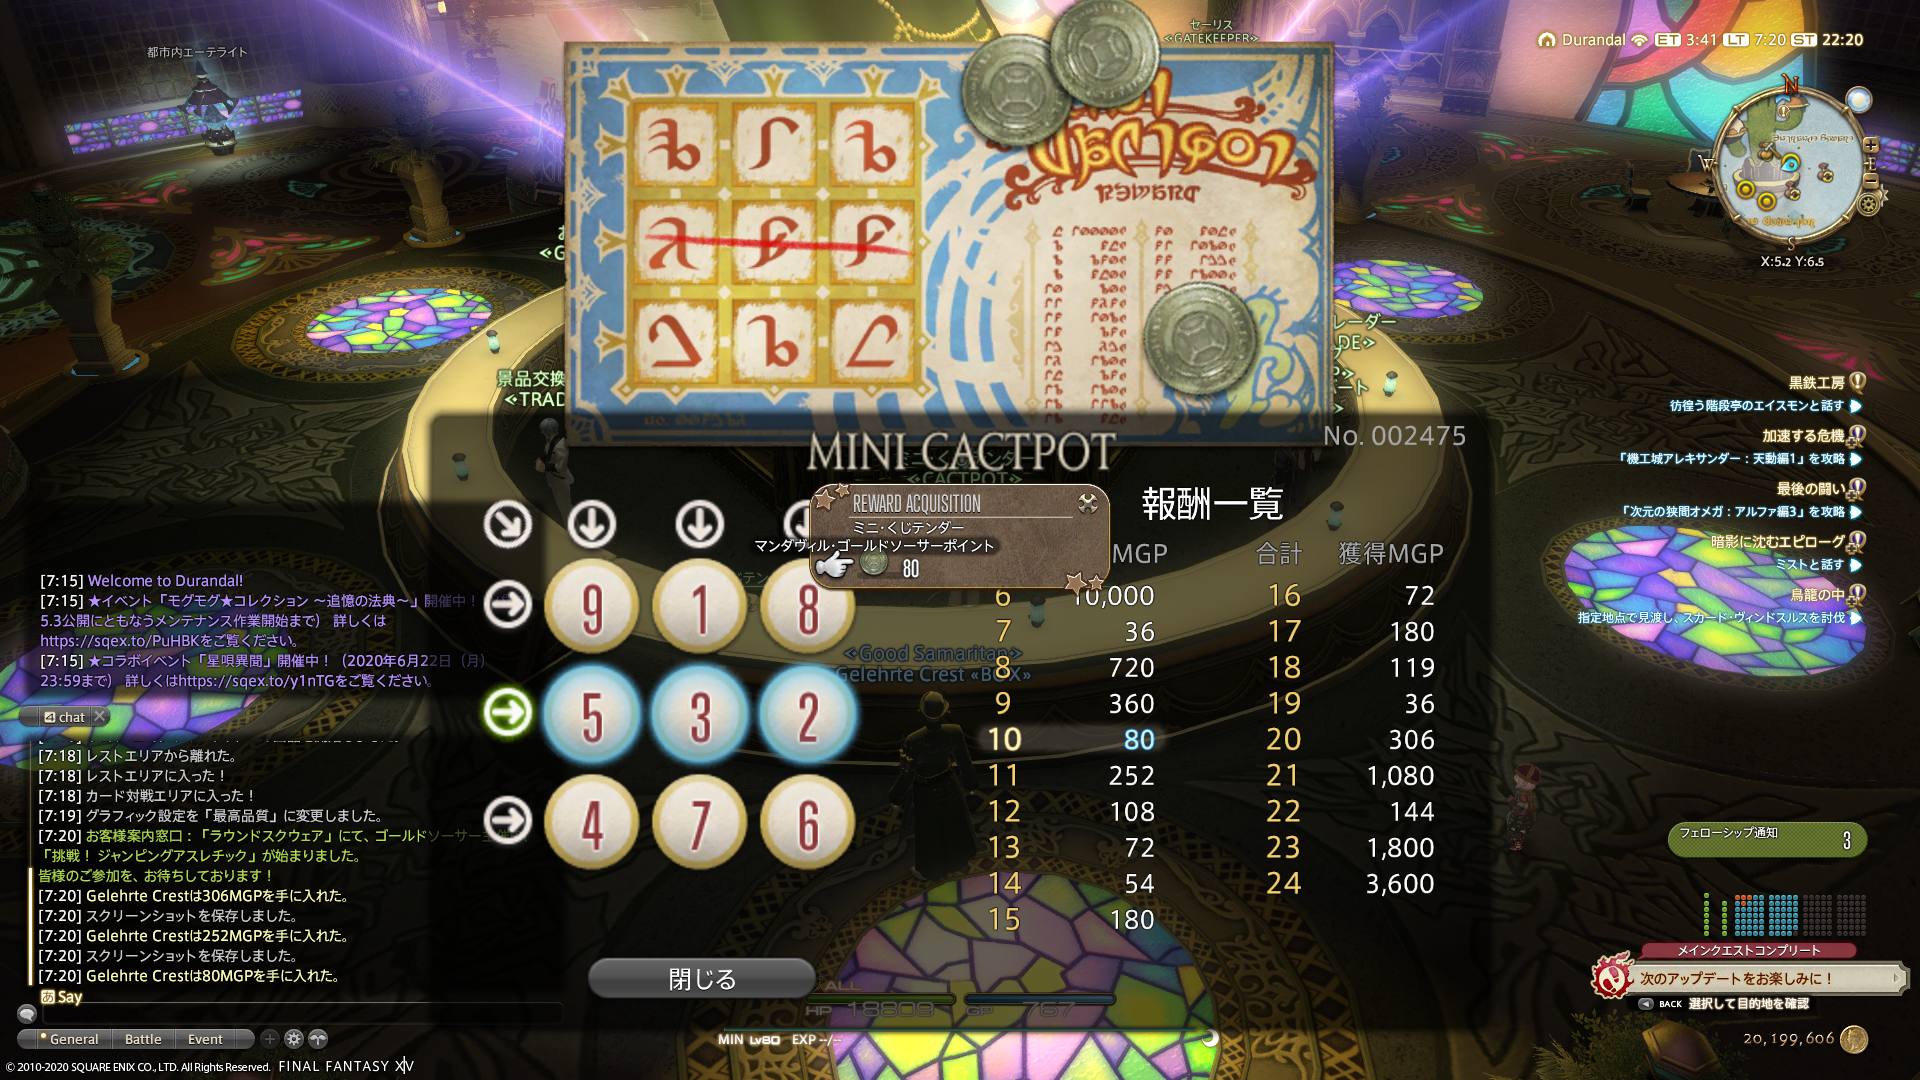 都市内エーテライト
セーリス
«GATEKEEPER»
Durandal ET 3:41 LT 7:20 ST 22:20
N
W
E
S
X:5.2 Y:6.5
景品交換
«TRAD
レーダー
DE»
MINI CACTPOT
No. 002475
REWARD ACQUISITION
ミニ・くじテンダー
マンダヴィル・ゴールドソーサーポイント
80
報酬一覧
MGP 合計 獲得MGP
6 10,000 16 72
7 36 17 180
8 720 18 119
9 360 19 36
10 80 20 306
11 252 21 1,080
12 108 22 144
13 72 23 1,800
14 54 24 3,600
15 180
9 1 8
5 3 2
4 7 6
«Good Samaritan»
Gelehrte Crest «BOX»
閉じる
黒鉄工房
彷徨う階段亭のエイスモンと話す
加速する危機
「機工城アレキサンダー：天動編1」を攻略
最後の闘い
「次元の狭間オメガ：アルファ編3」を攻略
暗影に沈むエピローグ
ミストと話す
鳥籠の中
指定地点で見渡し、スカード・ヴィンドスルスを討伐
[7:15] Welcome to Durandal!
[7:15] ★イベント「モグモグ★コレクション ～追憶の法典～」開催中！
5.3公開にともなうメンテナンス作業開始まで） 詳しくは
https://sqex.to/PuHBKをご覧ください。
[7:15] ★コラボイベント「星唄異聞」開催中！（2020年6月22日（月）
23:59まで） 詳しくはhttps://sqex.to/y1nTGをご覧ください。
4 chat
[7:18] レストエリアから離れた。
[7:18] レストエリアに入った！
[7:18] カード対戦エリアに入った！
[7:19] グラフィック設定を「最高品質」に変更しました。
[7:20] お客様案内窓口：「ラウンドスクウェア」にて、ゴールドソーサー主催
「挑戦！ ジャンピングアスレチック」が始まりました。
皆様のご参加を、お待ちしております！
[7:20] Gelehrte Crestは306MGPを手に入れた。
[7:20] スクリーンショットを保存しました。
[7:20] Gelehrte Crestは252MGPを手に入れた。
[7:20] スクリーンショットを保存しました。
[7:20] Gelehrte Crestは80MGPを手に入れた。
あ Say
General Battle Event
© 2010-2020 SQUARE ENIX CO., LTD. All Rights Reserved. FINAL FANTASY XIV
ALL
HP 18808 GP 767
MIN Lv80 EXP --/--
フェローシップ通知 3
メインクエストコンプリート
次のアップデートをお楽しみに！
BACK 選択して目的地を確認
20,199,606